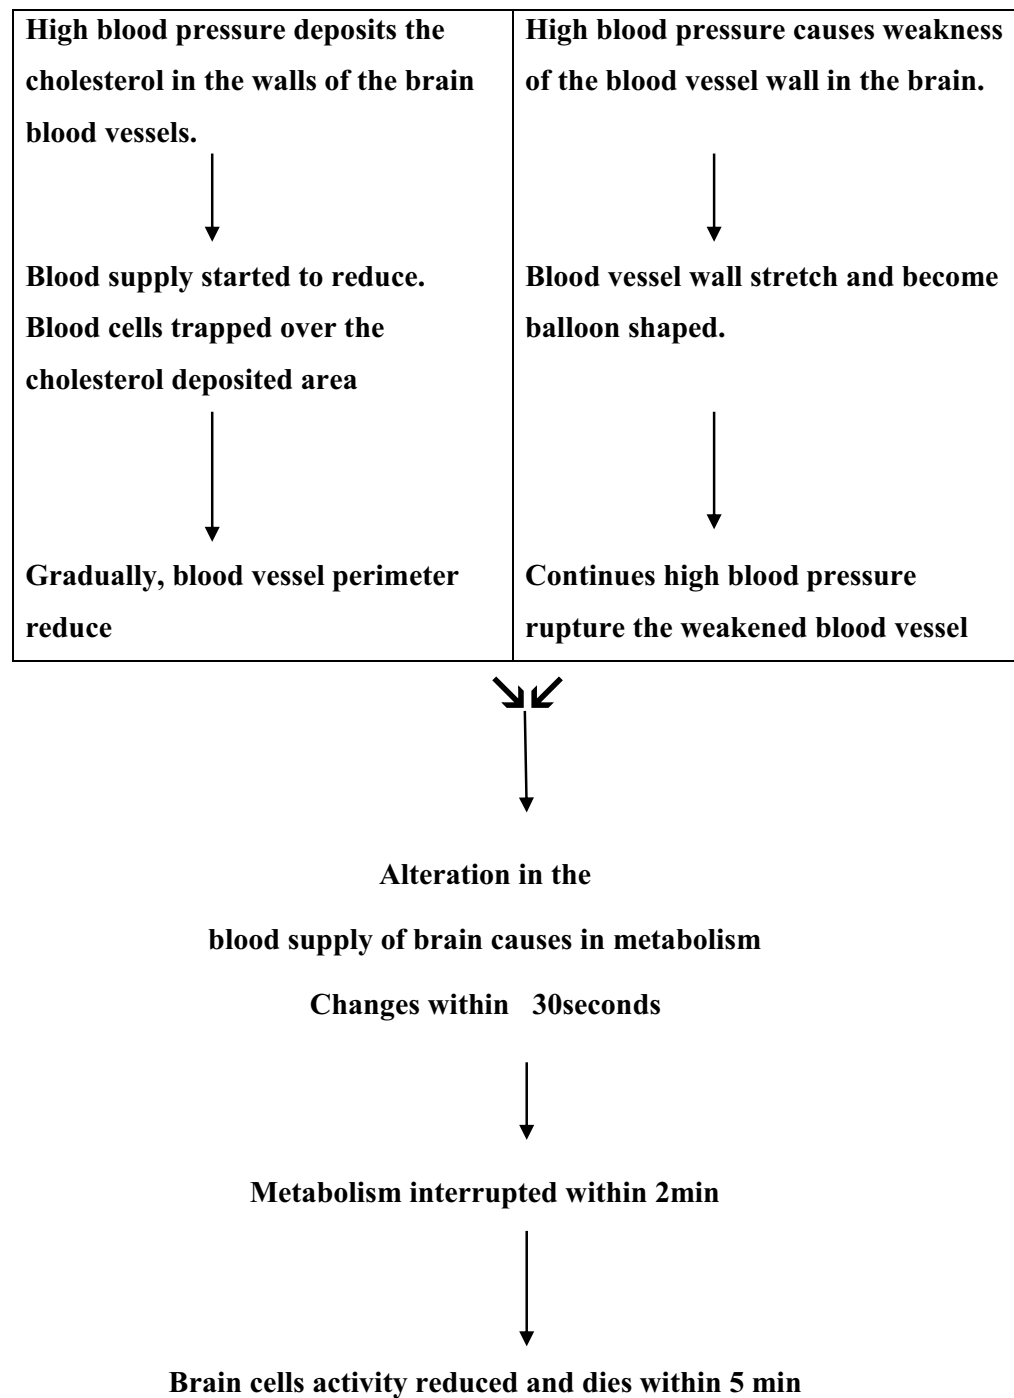 High blood pressure deposits the
cholesterol in the walls of the brain
blood vessels.
Blood supply started to reduce.
Blood cells trapped over the
cholesterol deposited area
Gradually, blood vessel perimeter
reduce
High blood pressure causes weakness
of the blood vessel wall in the brain.
Blood vessel wall stretch and become
balloon shaped.
Continues high blood pressure
rupture the weakened blood vessel
Alteration in the
blood supply of brain causes in metabolism
Changes within 30seconds
Metabolism interrupted within 2min
Brain cells activity reduced and dies within 5 min